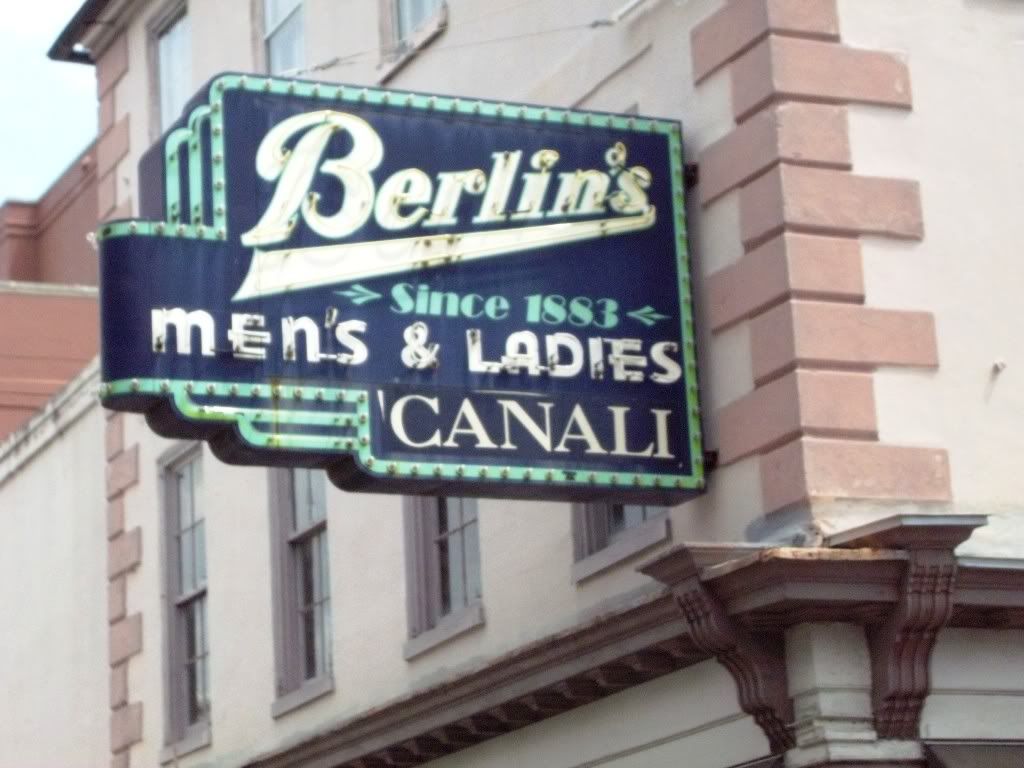 Berlin's
Since 1883
men's & LADIES
'CANALI